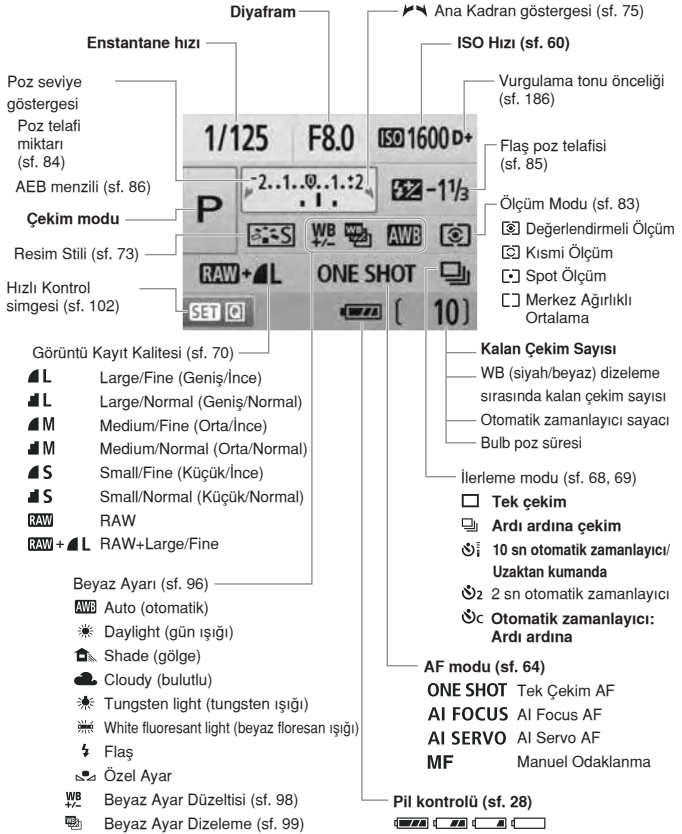 Diyafram
Ana Kadran göstergesi (sf. 75)
Enstantane hızı
ISO Hızı (sf. 60)
Poz seviye
göstergesi
Poz telafi
miktarı
(sf. 84)
AEB menzili (sf. 86)
Çekim modu
Resim Stili (sf. 73)
Hızlı Kontrol
simgesi (sf. 102)
Vurgulama tonu önceliği
(sf. 186)
Flaş poz telafisi
(sf. 85)
Ölçüm Modu (sf. 83)
Değerlendirmeli Ölçüm
Kısmi Ölçüm
Spot Ölçüm
Merkez Ağırlıklı
Ortalama
1/125 F8.0 ISO 1600 D+
-2..1..0..1.+2 -1⅓
P
S WB +/- WB AWB
RAW+L ONE SHOT
SET Q [ 10]
Görüntü Kayıt Kalitesi (sf. 70)
L Large/Fine (Geniş/İnce)
L Large/Normal (Geniş/Normal)
M Medium/Fine (Orta/İnce)
M Medium/Normal (Orta/Normal)
S Small/Fine (Küçük/İnce)
S Small/Normal (Küçük/Normal)
RAW RAW
RAW + L RAW+Large/Fine
Kalan Çekim Sayısı
WB (siyah/beyaz) dizeleme
sırasında kalan çekim sayısı
Otomatik zamanlayıcı sayacı
Bulb poz süresi
İlerleme modu (sf. 68, 69)
Tek çekim
Ardı ardına çekim
10 sn otomatik zamanlayıcı/
Uzaktan kumanda
2 2 sn otomatik zamanlayıcı
C Otomatik zamanlayıcı:
Ardı ardına
Beyaz Ayarı (sf. 96)
AWB Auto (otomatik)
Daylight (gün ışığı)
Shade (gölge)
Cloudy (bulutlu)
Tungsten light (tungsten ışığı)
White fluoresant light (beyaz floresan ışığı)
Flaş
Özel Ayar
WB +/- Beyaz Ayar Düzeltisi (sf. 98)
WB Beyaz Ayar Dizeleme (sf. 99)
AF modu (sf. 64)
ONE SHOT Tek Çekim AF
AI FOCUS AI Focus AF
AI SERVO AI Servo AF
MF Manuel Odaklanma
Pil kontrolü (sf. 28)